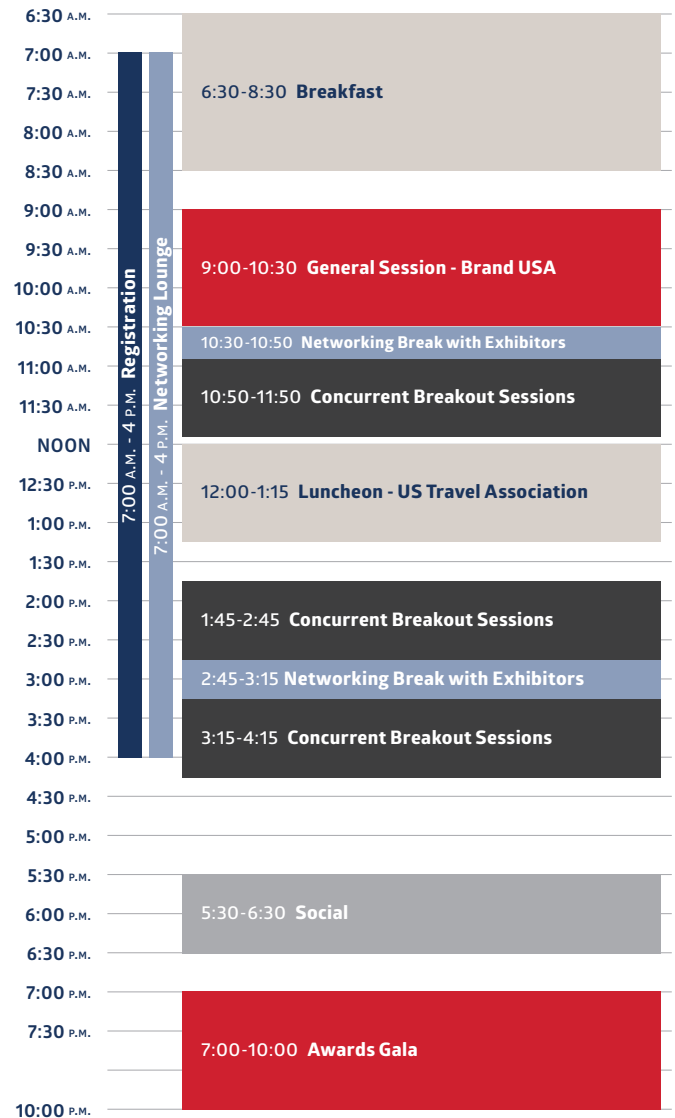 6:30 A.M.
7:00 A.M.
7:30 A.M.
8:00 A.M.
8:30 A.M.
9:00 A.M.
9:30 A.M.
10:00 A.M.
10:30 A.M.
11:00 A.M.
11:30 A.M.
NOON
12:30 P.M.
1:00 P.M.
1:30 P.M.
2:00 P.M.
2:30 P.M.
3:00 P.M.
3:30 P.M.
4:00 P.M.
4:30 P.M.
5:00 P.M.
5:30 P.M.
6:00 P.M.
6:30 P.M.
7:00 P.M.
7:30 P.M.
10:00 P.M.
7:00 A.M. - 4 P.M. Registration
7:00 A.M. - 4 P.M. Networking Lounge
6:30-8:30 Breakfast
9:00-10:30 General Session - Brand USA
10:30-10:50 Networking Break with Exhibitors
10:50-11:50 Concurrent Breakout Sessions
12:00-1:15 Luncheon - US Travel Association
1:45-2:45 Concurrent Breakout Sessions
2:45-3:15 Networking Break with Exhibitors
3:15-4:15 Concurrent Breakout Sessions
5:30-6:30 Social
7:00-10:00 Awards Gala